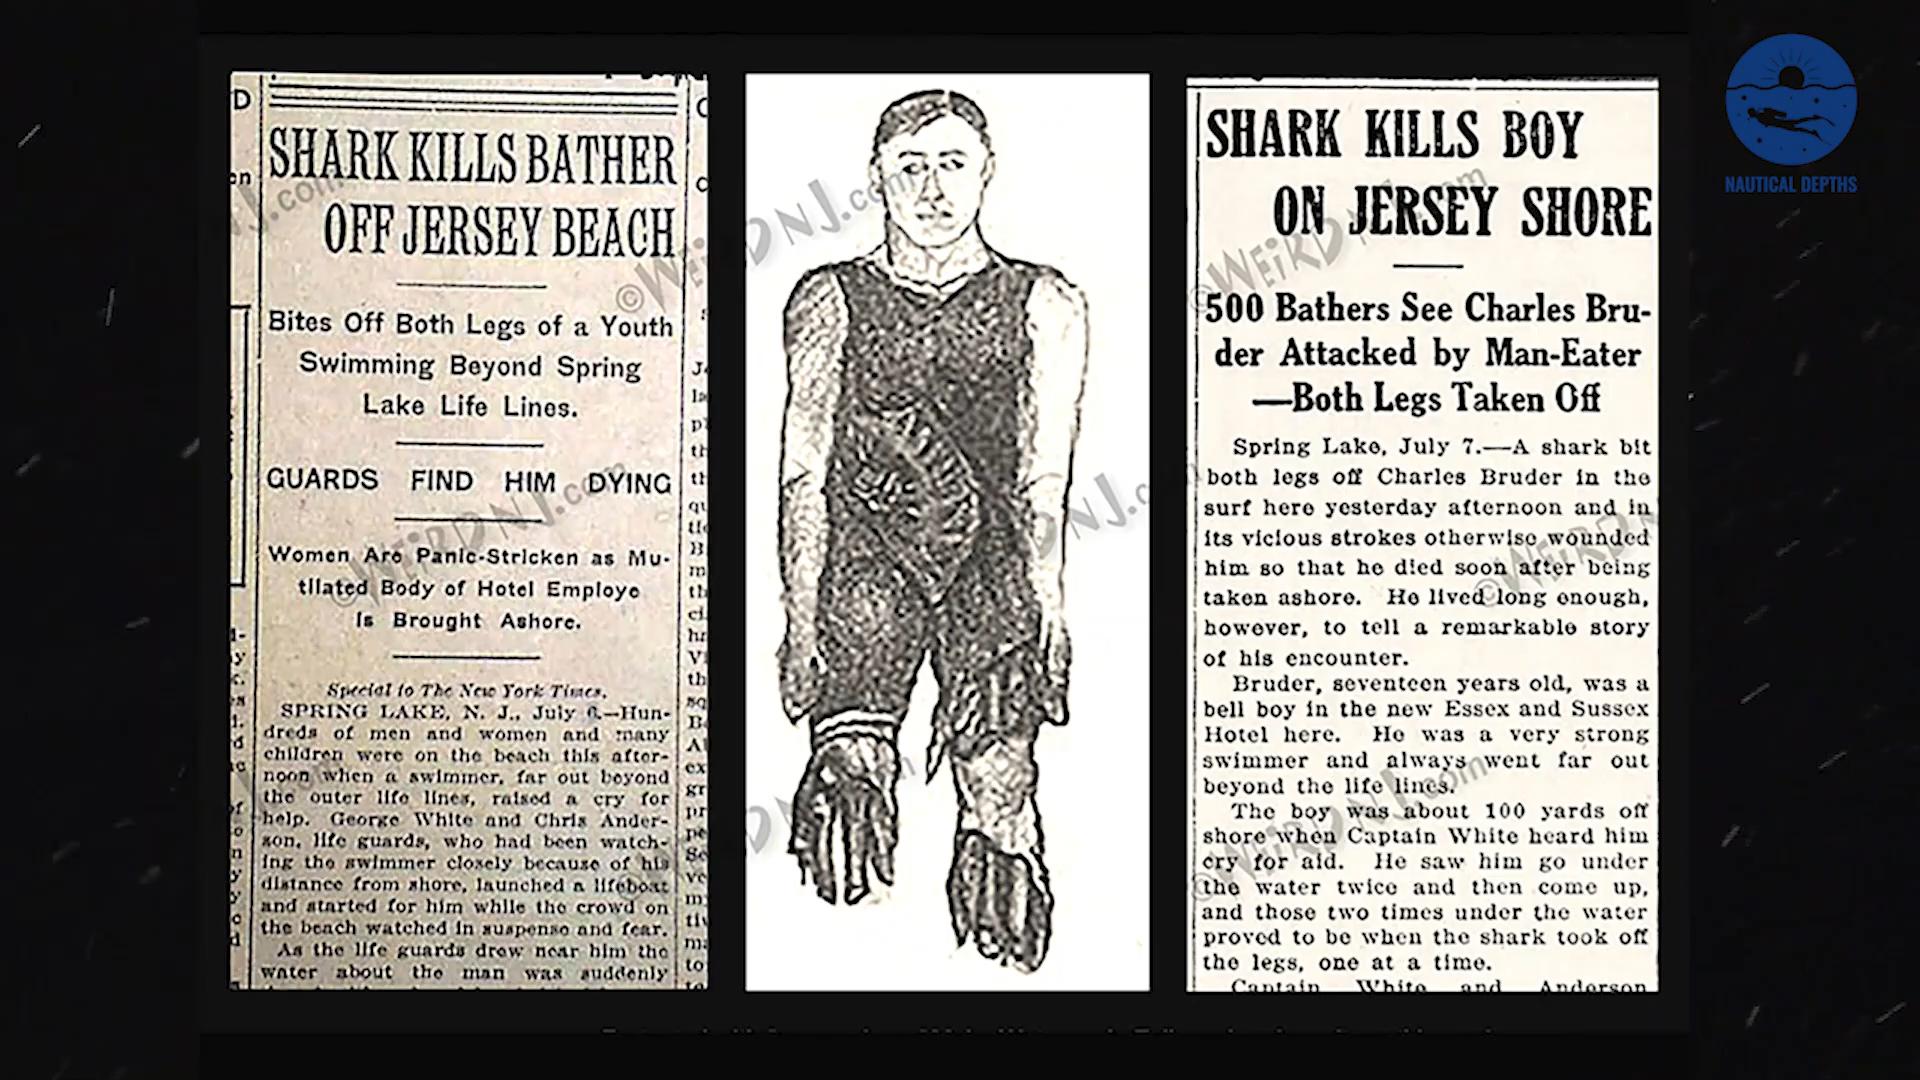 SHARK KILLS BATHER
OFF JERSEY BEACH
Bites Off Both Legs of a Youth
Swimming Beyond Spring
Lake Life Lines.
GUARDS FIND HIM DYING
Women Are Panic-Stricken as Mu-
tilated Body of Hotel Employe
Is Brought Ashore.
Special to The New York Times.
SPRING LAKE, N. J., July 6.—Hun-
dreds of men and women and many
children were on the beach this after-
noon when a swimmer, far out beyond
the outer life lines, raised a cry for
help. George White and Chris Ander-
son, life guards, who had been watch-
ing the swimmer closely because of his
distance from shore, launched a lifeboat
and started for him while the crowd on
the beach watched in suspense and fear.
As the life guards drew near him the
water about the man was suddenly
SHARK KILLS BOY
ON JERSEY SHORE
500 Bathers See Charles Bru-
der Attacked by Man-Eater
—Both Legs Taken Off
Spring Lake, July 7.—A shark bit
both legs off Charles Bruder in the
surf here yesterday afternoon and in
its vicious strokes otherwise wounded
him so that he died soon after being
taken ashore. He lived long enough,
however, to tell a remarkable story
of his encounter.
Bruder, seventeen years old, was a
bell boy in the new Essex and Sussex
Hotel here. He was a very strong
swimmer and always went far out
beyond the life lines.
The boy was about 100 yards off
shore when Captain White heard him
cry for aid. He saw him go under
the water twice and then come up,
and those two times under the water
proved to be when the shark took off
the legs, one at a time.
Captain White and Anderson
NAUTICAL DEPTHS
©WEIRDNJ.com